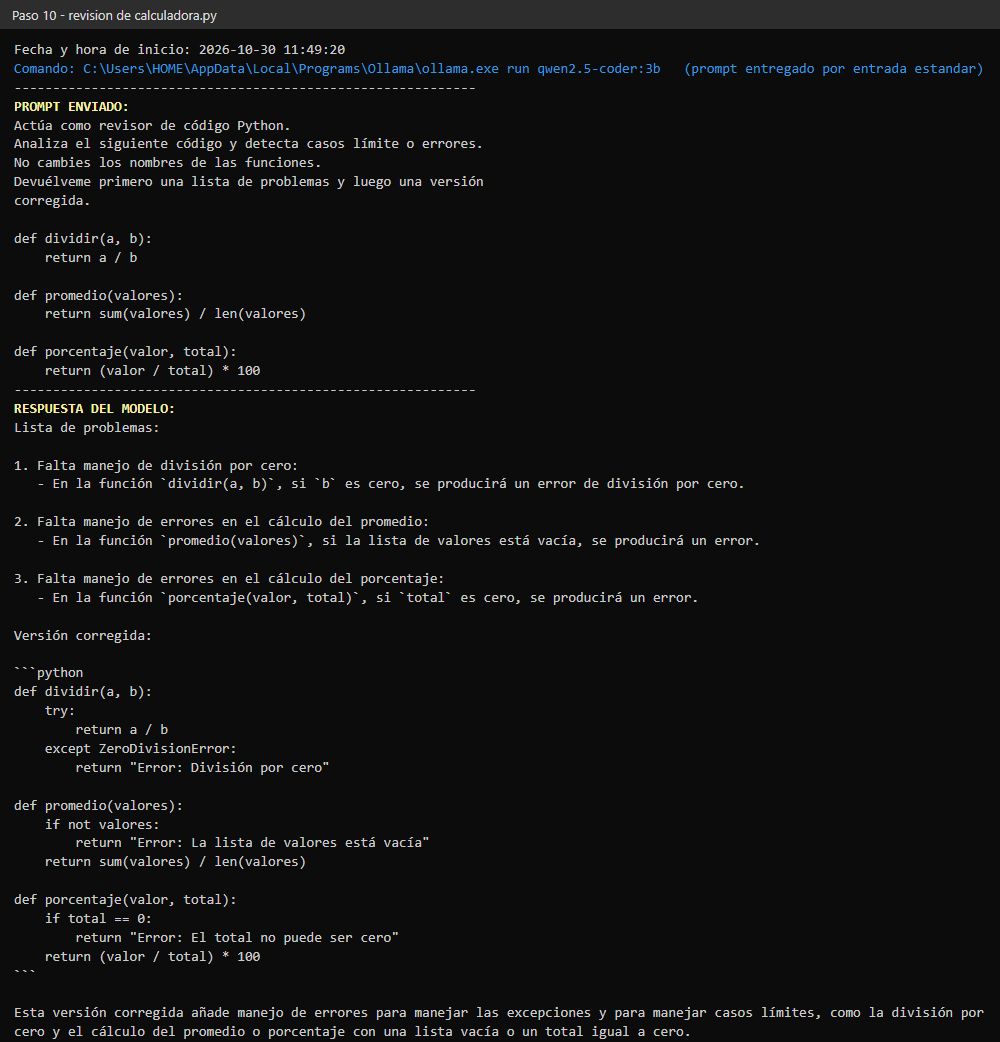 Paso 10 - revision de calculadora.py
Fecha y hora de inicio: 2026-10-30 11:49:20
Comando: C:\Users\HOME\AppData\Local\Programs\Ollama\ollama.exe run qwen2.5-coder:3b   (prompt entregado por entrada estandar)
------------------------------------------------------------
PROMPT ENVIADO:
Actúa como revisor de código Python.
Analiza el siguiente código y detecta casos límite o errores.
No cambies los nombres de las funciones.
Devuélveme primero una lista de problemas y luego una versión
corregida.

def dividir(a, b):
    return a / b

def promedio(valores):
    return sum(valores) / len(valores)

def porcentaje(valor, total):
    return (valor / total) * 100
------------------------------------------------------------
RESPUESTA DEL MODELO:
Lista de problemas:

1. Falta manejo de división por cero:
   - En la función `dividir(a, b)`, si `b` es cero, se producirá un error de división por cero.

2. Falta manejo de errores en el cálculo del promedio:
   - En la función `promedio(valores)`, si la lista de valores está vacía, se producirá un error.

3. Falta manejo de errores en el cálculo del porcentaje:
   - En la función `porcentaje(valor, total)`, si `total` es cero, se producirá un error.

Versión corregida:

```python
def dividir(a, b):
    try:
        return a / b
    except ZeroDivisionError:
        return "Error: División por cero"

def promedio(valores):
    if not valores:
        return "Error: La lista de valores está vacía"
    return sum(valores) / len(valores)

def porcentaje(valor, total):
    if total == 0:
        return "Error: El total no puede ser cero"
    return (valor / total) * 100
```

Esta versión corregida añade manejo de errores para manejar las excepciones y para manejar casos límites, como la división por
cero y el cálculo del promedio o porcentaje con una lista vacía o un total igual a cero.